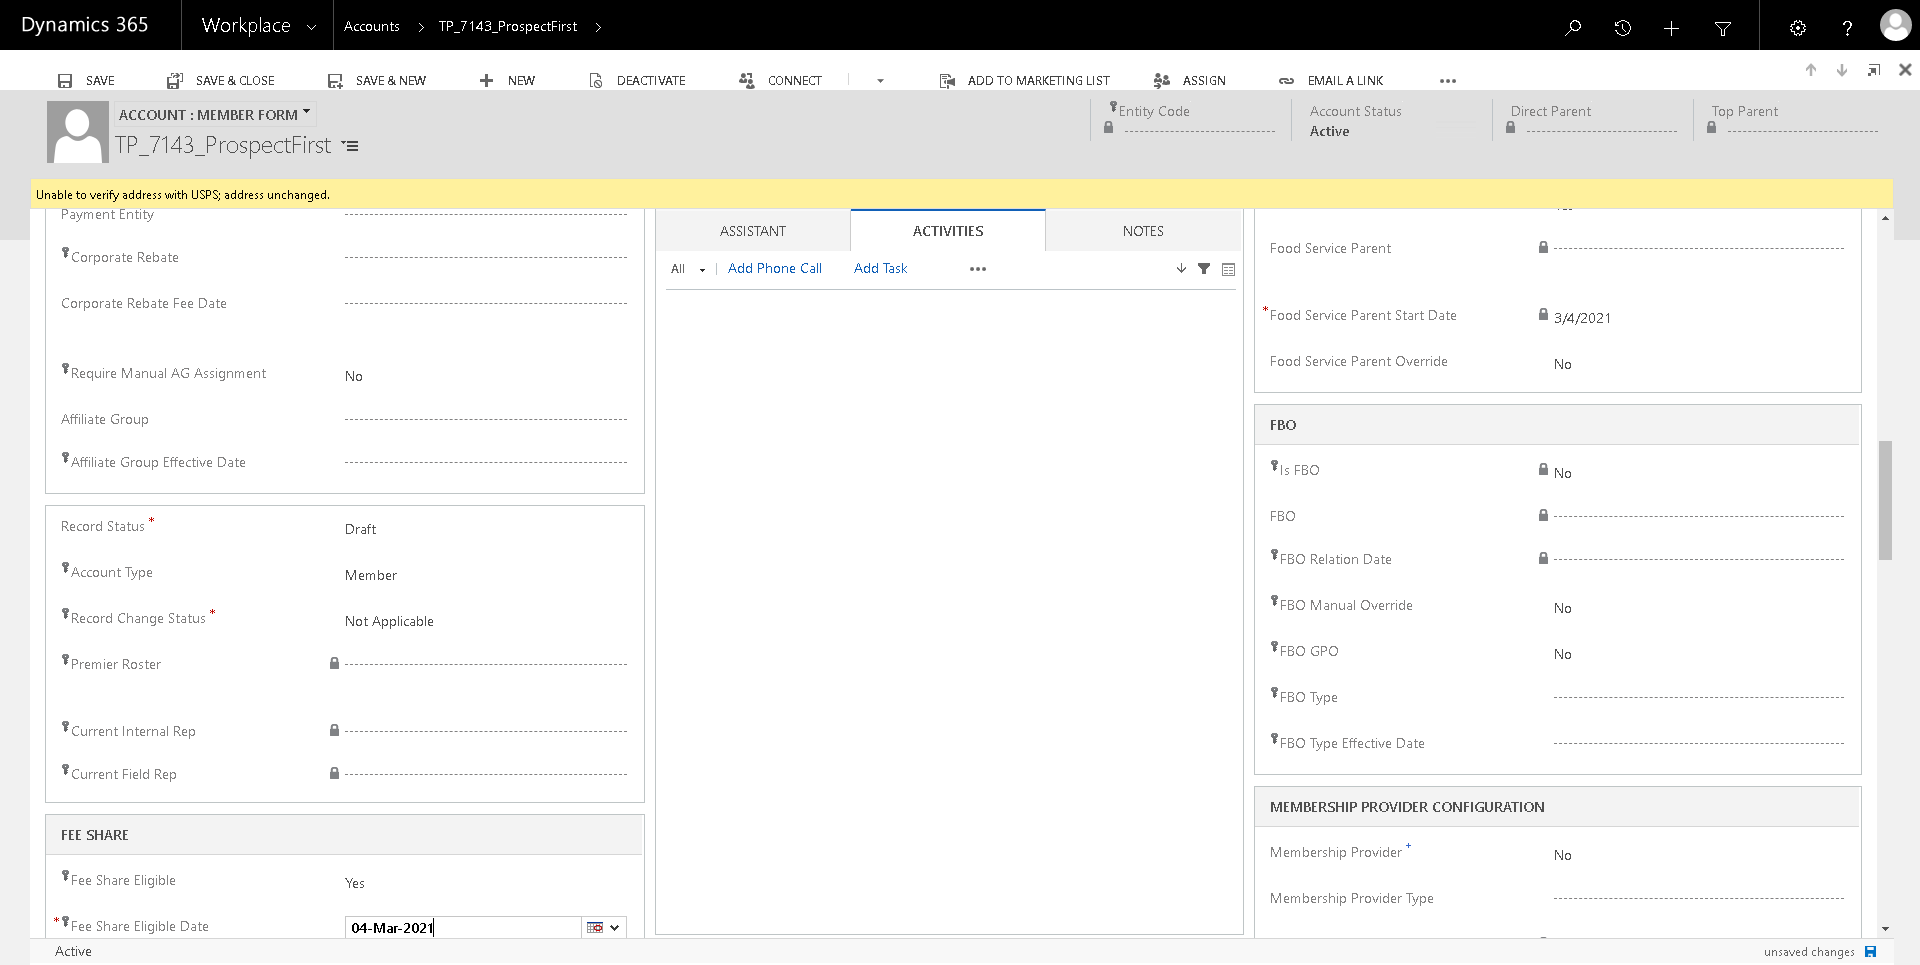 Dynamics 365
Workplace
Accounts
TP_7143_ProspectFirst
?
SAVE
SAVE & CLOSE
SAVE & NEW
NEW
DEACTIVATE
CONNECT
ADD TO MARKETING LIST
ASSIGN
EMAIL A LINK
ACCOUNT : MEMBER FORM
TP_7143_ProspectFirst
Entity Code
Account Status
Active
Direct Parent
Top Parent
Unable to verify address with USPS; address unchanged.
Payment Entity
Corporate Rebate
Corporate Rebate Fee Date
Require Manual AG Assignment No
Affiliate Group
Affiliate Group Effective Date
Record Status * Draft
Account Type Member
Record Change Status * Not Applicable
Premier Roster
Current Internal Rep
Current Field Rep
FEE SHARE
Fee Share Eligible Yes
* Fee Share Eligible Date 04-Mar-2021
ASSISTANT
ACTIVITIES
NOTES
All
Add Phone Call
Add Task
Food Service Parent
* Food Service Parent Start Date 3/4/2021
Food Service Parent Override No
FBO
Is FBO No
FBO
FBO Relation Date
FBO Manual Override No
FBO GPO No
FBO Type
FBO Type Effective Date
MEMBERSHIP PROVIDER CONFIGURATION
Membership Provider + No
Membership Provider Type
Active
unsaved changes